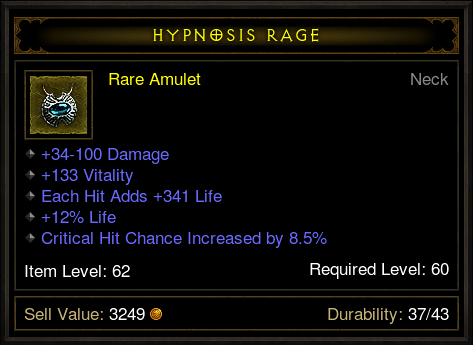 HYPNOSIS RAGE
Rare Amulet Neck
+34-100 Damage
+133 Vitality
Each Hit Adds +341 Life
+12% Life
Critical Hit Chance Increased by 8.5%
Item Level: 62 Required Level: 60
Sell Value: 3249 Durability: 37/43